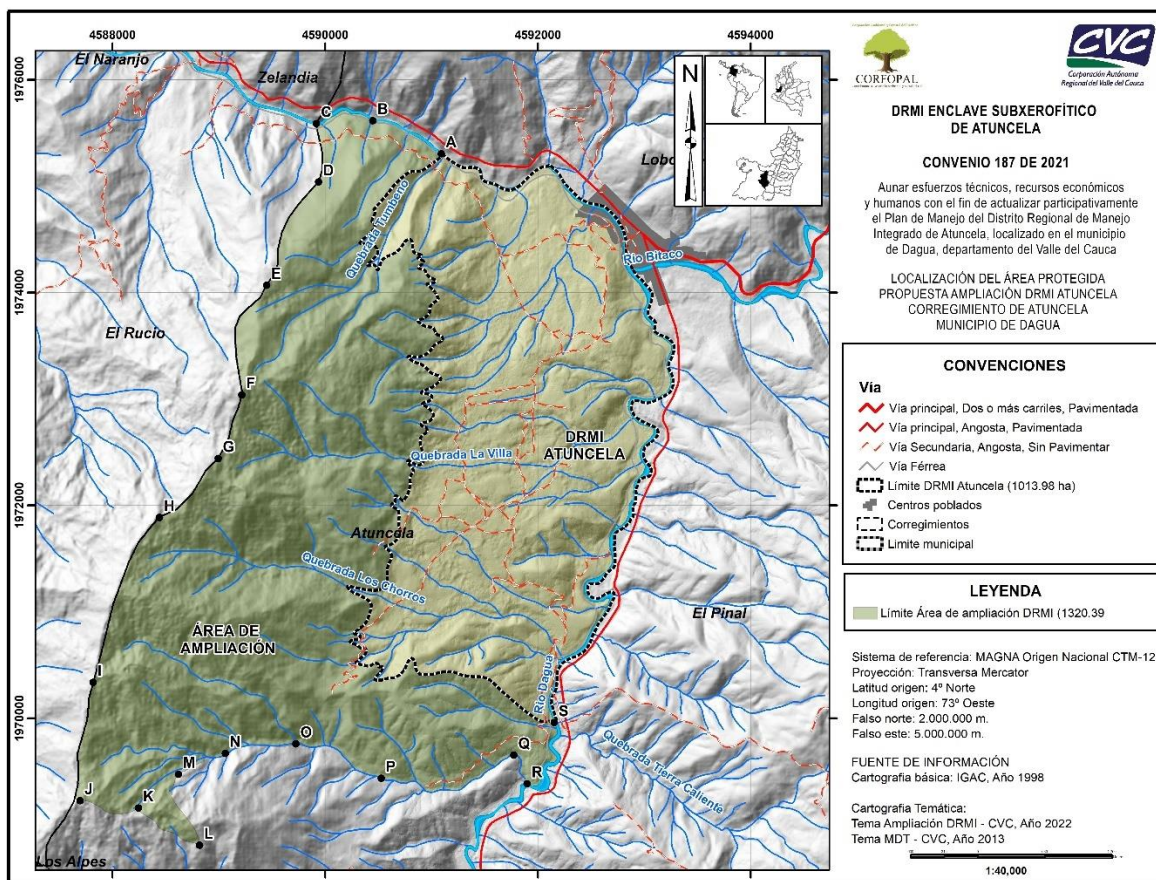 4588000
4590000
4592000
4594000
1976000
1974000
1972000
1970000
El Naranjo
Zelandia
C
B
A
D
E
F
G
H
I
J
K
L
M
N
O
P
Q
R
S
N
Quebrada Tumbeno
Río Bitaco
El Rucio
DRMI
ATUNCELA
Quebrada La Villa
Atuncela
Quebrada Los Chorros
El Pinal
ÁREA DE
AMPLIACIÓN
Río Dagua
Quebrada Tierra Caliente
Los Alpes
CORFOPAL
CVC
Corporación Autónoma
Regional del Valle del Cauca
DRMI ENCLAVE SUBXEROFÍTICO
DE ATUNCELA
CONVENIO 187 DE 2021
Aunar esfuerzos técnicos, recursos económicos
y humanos con el fin de actualizar participativamente
el Plan de Manejo del Distrito Regional de Manejo
Integrado de Atuncela, localizado en el municipio
de Dagua, departamento del Valle del Cauca
LOCALIZACIÓN DEL ÁREA PROTEGIDA
PROPUESTA AMPLIACIÓN DRMI ATUNCELA
CORREGIMIENTO DE ATUNCELA
MUNICIPIO DE DAGUA
CONVENCIONES
Vía
Vía principal, Dos o más carriles, Pavimentada
Vía principal, Angosta, Pavimentada
Vía Secundaria, Angosta, Sin Pavimentar
Vía Férrea
Límite DRMI Atuncela (1013.98 ha)
Centros poblados
Corregimientos
Limite municipal
LEYENDA
Límite Área de ampliación DRMI (1320.39
Sistema de referencia: MAGNA Origen Nacional CTM-12
Proyección: Transversa Mercator
Latitud origen: 4º Norte
Longitud origen: 73º Oeste
Falso norte: 2.000.000 m.
Falso este: 5.000.000 m.
FUENTE DE INFORMACIÓN
Cartografía básica: IGAC, Año 1998
Cartografia Temática:
Tema Ampliación DRMI - CVC, Año 2022
Tema MDT - CVC, Año 2013
1:40,000